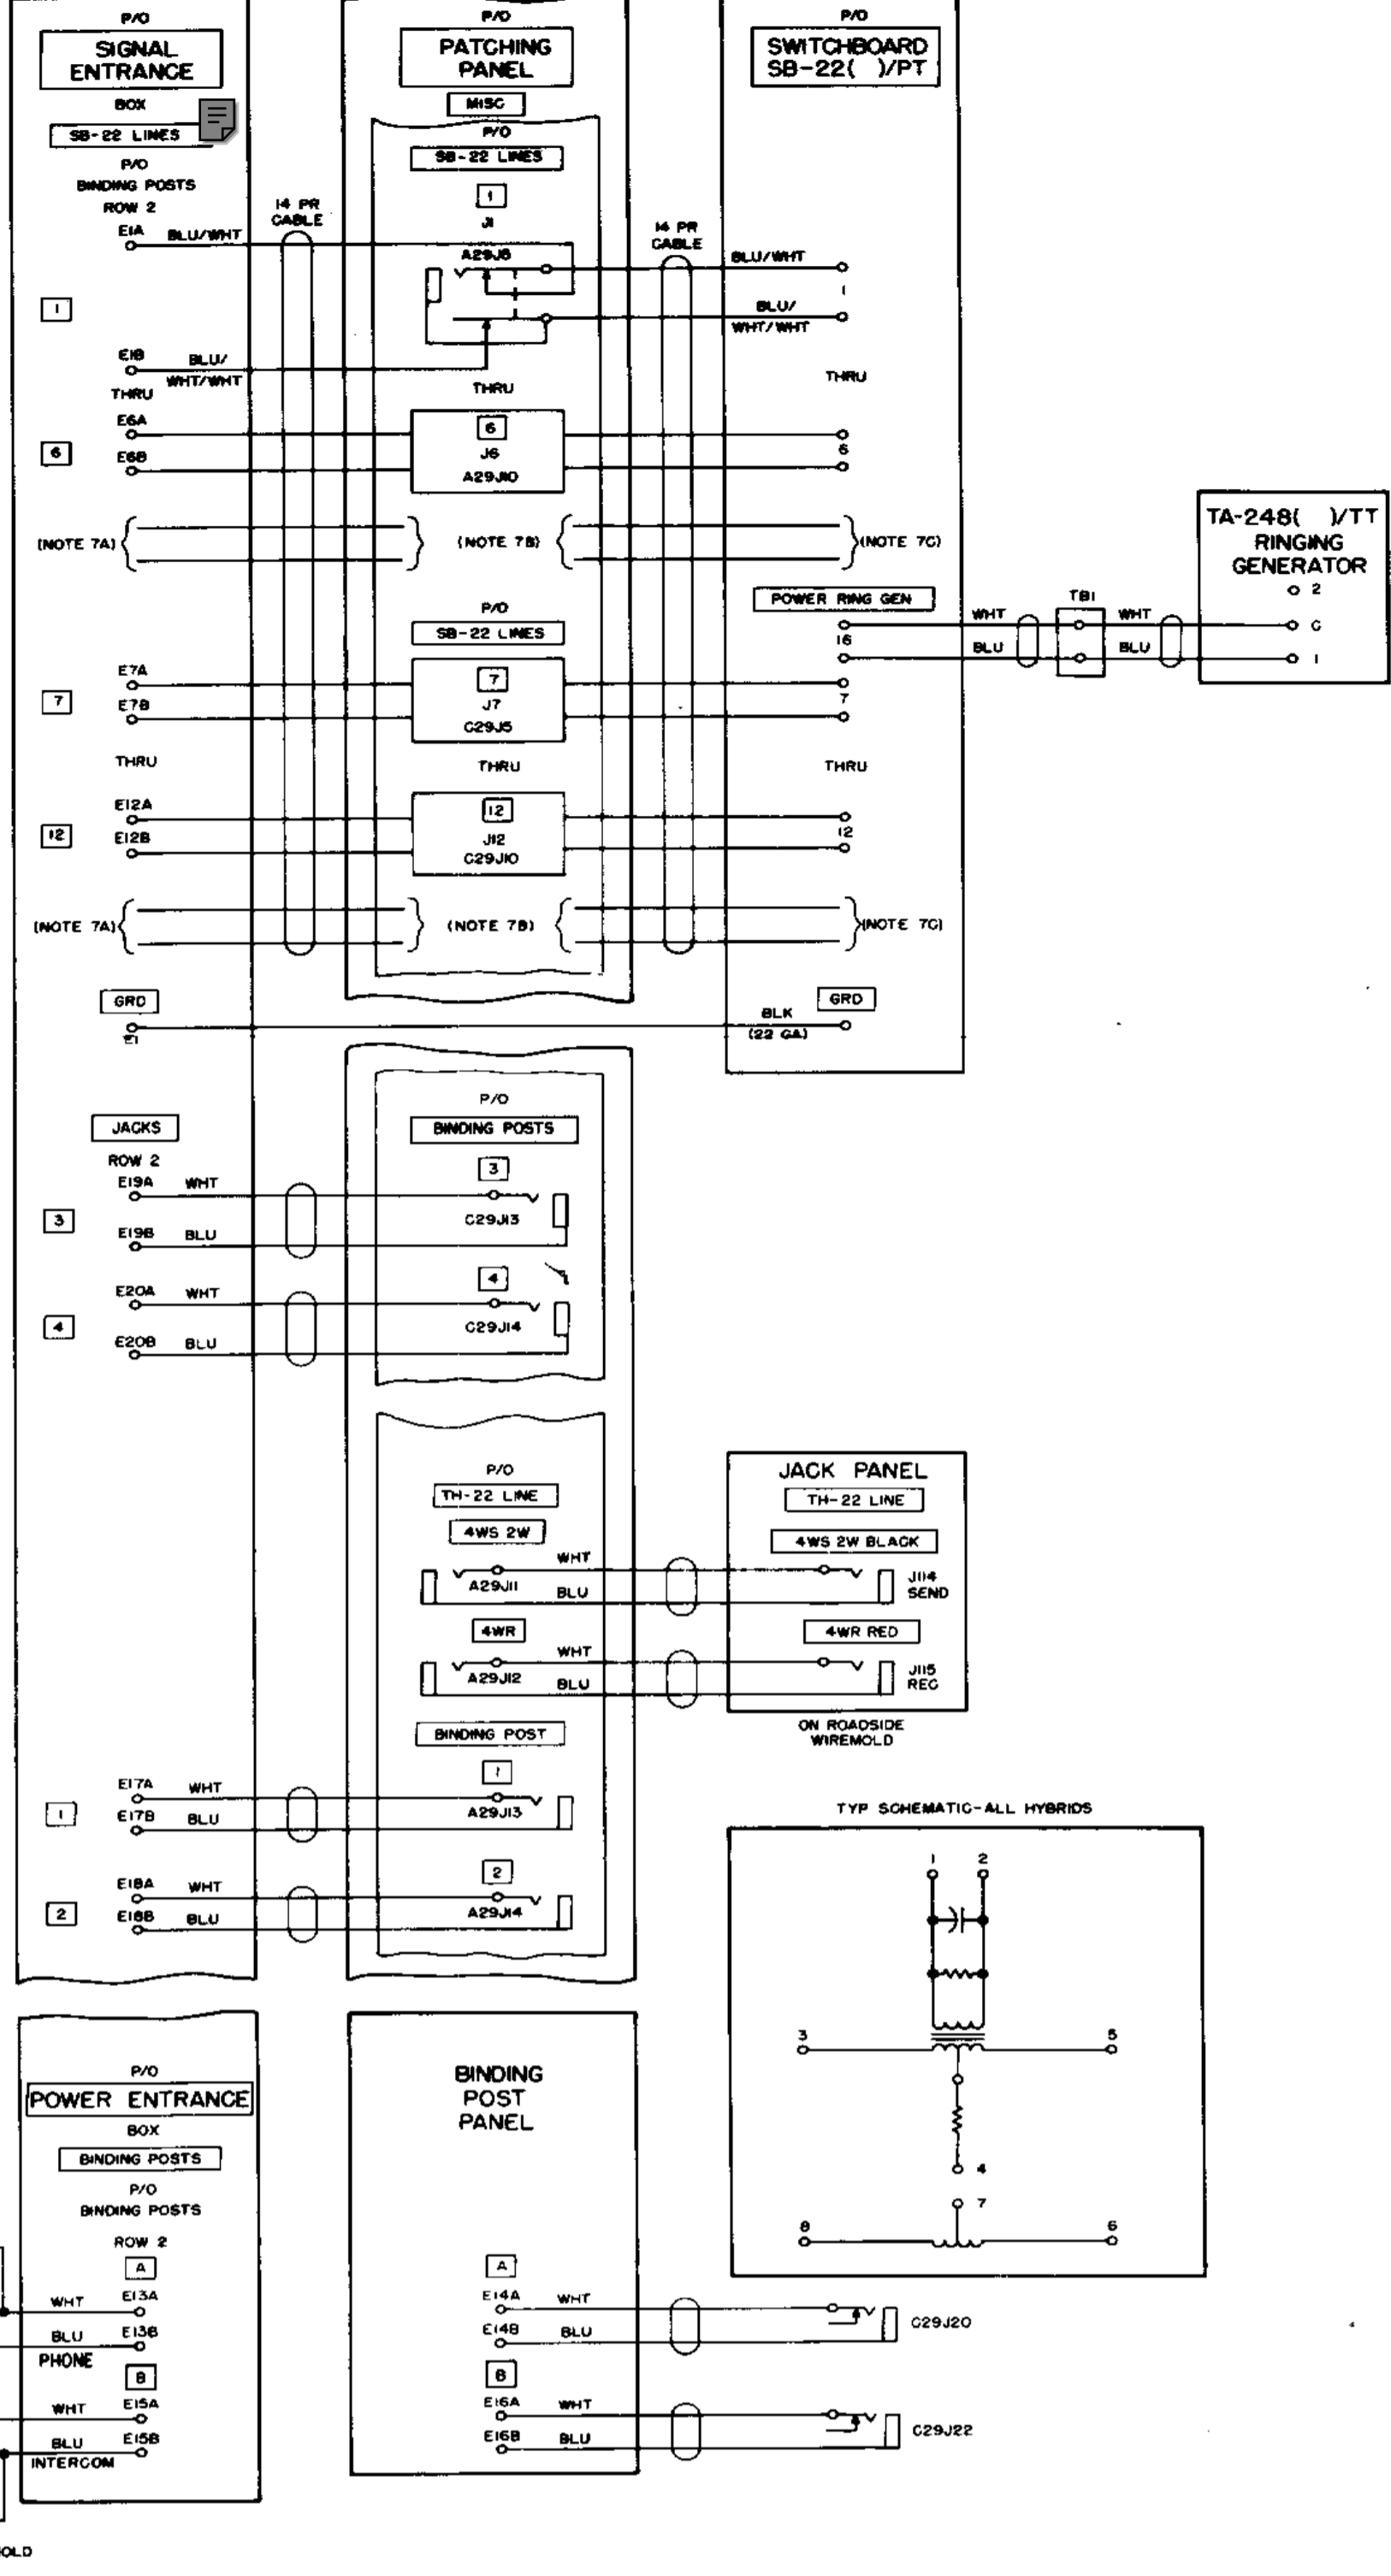 P/O
SIGNAL
ENTRANCE
BOX
SB-22 LINES
P/O
BINDING POSTS
ROW 2
E1A
BLU/WHT
1
E1B
BLU/
WHT/WHT
THRU
E6A
6
E6B
(NOTE 7A)
E7A
7
E7B
THRU
E12A
12
E12B
(NOTE 7A)
GRD
E1
JACKS
ROW 2
E19A
WHT
3
E19B
BLU
E20A
WHT
4
E20B
BLU
E17A
WHT
1
E17B
BLU
E18A
WHT
2
E18B
BLU
14 PR
CABLE
P/O
PATCHING
PANEL
MISC
P/O
SB-22 LINES
1
J1
A29J5
THRU
6
J6
A29J10
(NOTE 7B)
P/O
SB-22 LINES
7
J7
C29J5
THRU
12
J12
C29J10
(NOTE 7B)
P/O
BINDING POSTS
3
C29J13
4
C29J14
P/O
TH-22 LINE
4WS 2W
WHT
A29J11
BLU
4WR
WHT
A29J12
BLU
BINDING POST
1
A29J13
2
A29J14
14 PR
CABLE
P/O
SWITCHBOARD
SB-22( )/PT
BLU/WHT
1
BLU/
WHT/WHT
THRU
6
(NOTE 7C)
POWER RING GEN
WHT
16
BLU
7
THRU
12
(NOTE 7C)
GRD
BLK
(22 GA)
TB1
WHT
BLU
TA-248( )/TT
RINGING
GENERATOR
2
C
1
JACK PANEL
TH-22 LINE
4WS 2W BLACK
J114
SEND
4WR RED
J115
REC
ON ROADSIDE
WIREMOLD
TYP SCHEMATIC-ALL HYBRIDS
1 2
3 5
4
7
8 6
P/O
POWER ENTRANCE
BOX
BINDING POSTS
P/O
BINDING POSTS
ROW 2
A
WHT E13A
BLU E13B
PHONE
B
WHT E15A
BLU E15B
INTERCOM
OLD
BINDING
POST
PANEL
A
E14A WHT
E14B BLU
C29J20
B
E16A WHT
E16B BLU
C29J22